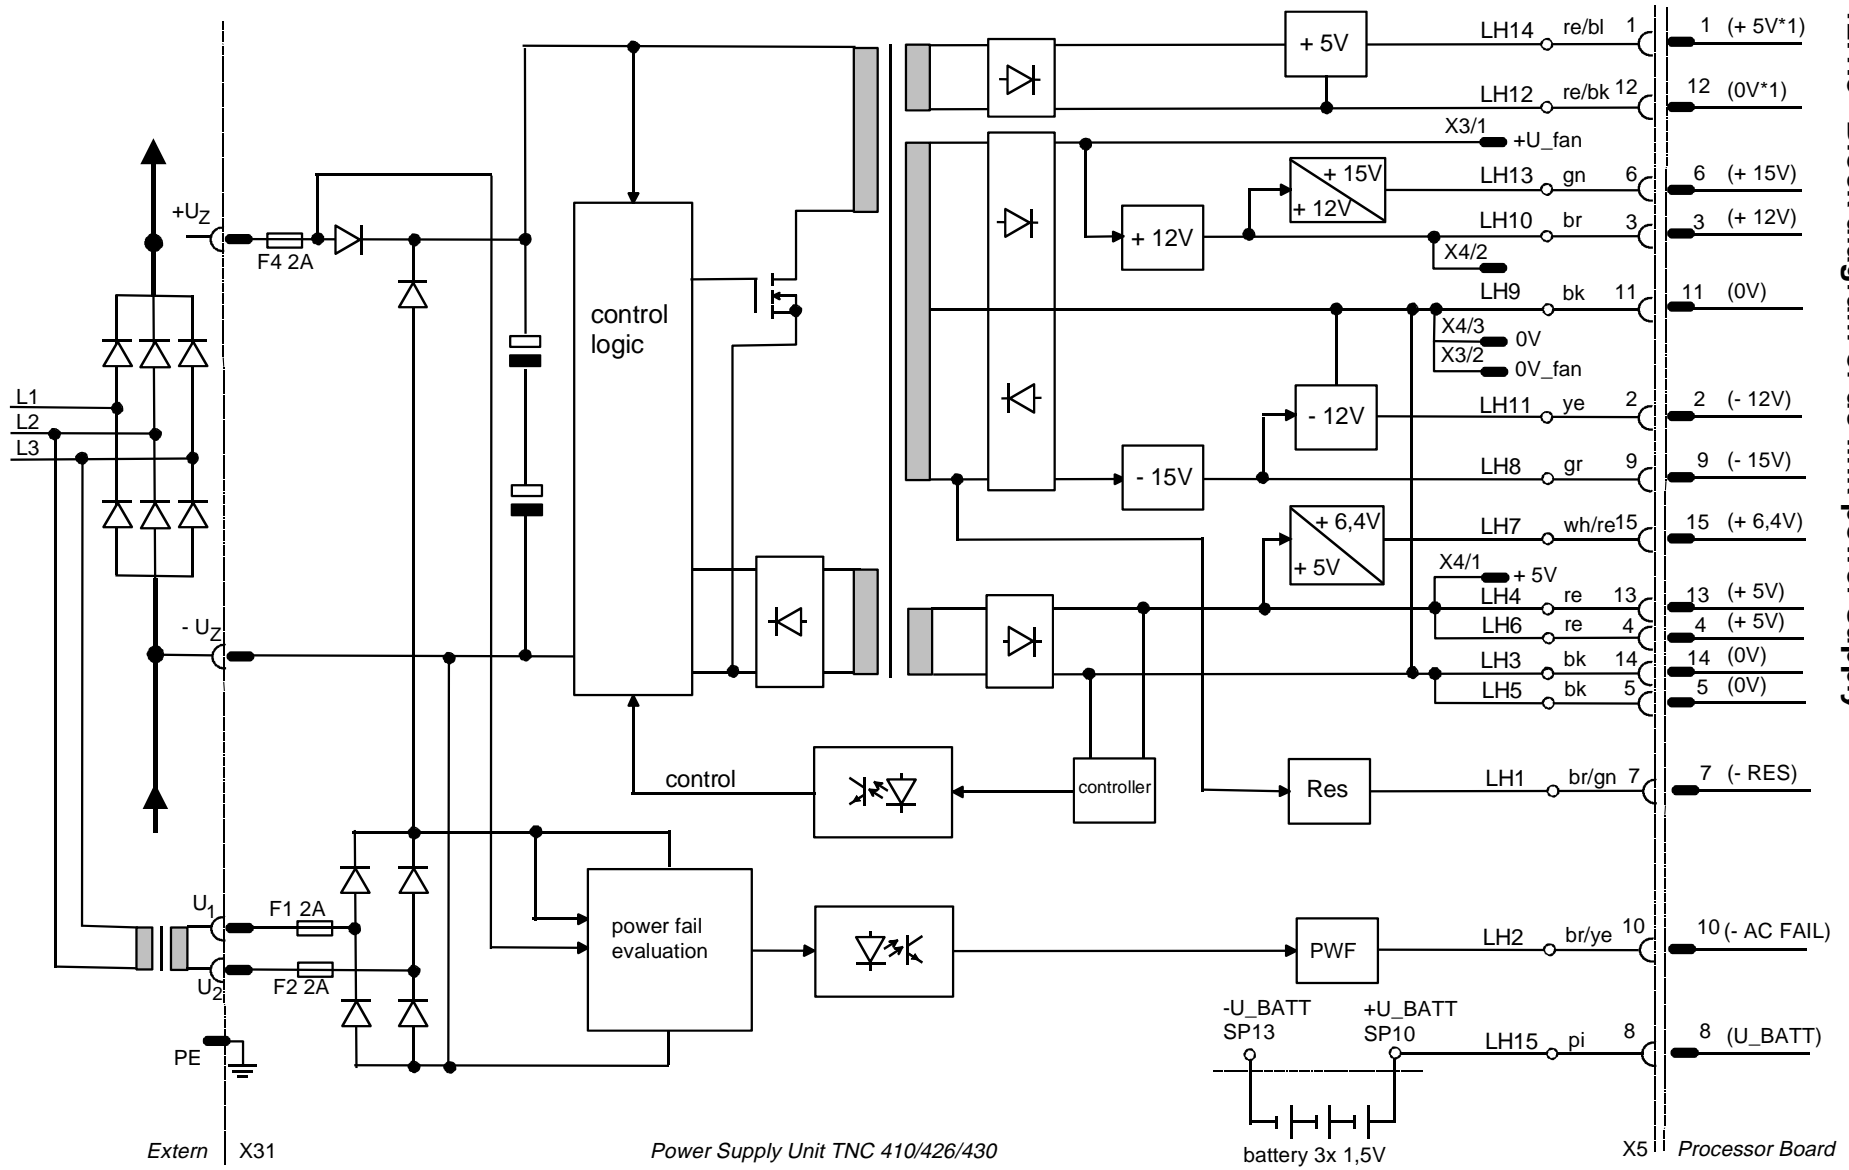 LH14 re/bl 1 1 (+ 5V*1)
+ 5V
LH12 re/bk 12 12 (0V*1)
X3/1 +U_fan
+ 15V
+ 12V
LH13 gn 6 6 (+ 15V)
+UZ
F4 2A
+ 12V
LH10 br 3 3 (+ 12V)
X4/2
LH9 bk 11 11 (0V)
control
logic
X4/3 0V
X3/2 0V_fan
L1
L2
L3
- 12V
LH11 ye 2 2 (- 12V)
- 15V
LH8 gr 9 9 (- 15V)
+ 6,4V
+ 5V
LH7 wh/re 15 15 (+ 6,4V)
X4/1 + 5V
LH4 re 13 13 (+ 5V)
LH6 re 4 4 (+ 5V)
- UZ
LH3 bk 14 14 (0V)
LH5 bk 5 5 (0V)
control
controller
Res
LH1 br/gn 7 7 (- RES)
U1
F1 2A
power fail
evaluation
PWF
LH2 br/ye 10 10 (- AC FAIL)
U2
F2 2A
-U_BATT
SP13
+U_BATT
SP10
LH15 pi 8 8 (U_BATT)
PE
battery 3x 1,5V
Extern X31 Power Supply Unit TNC 410/426/430 X5 Processor Board